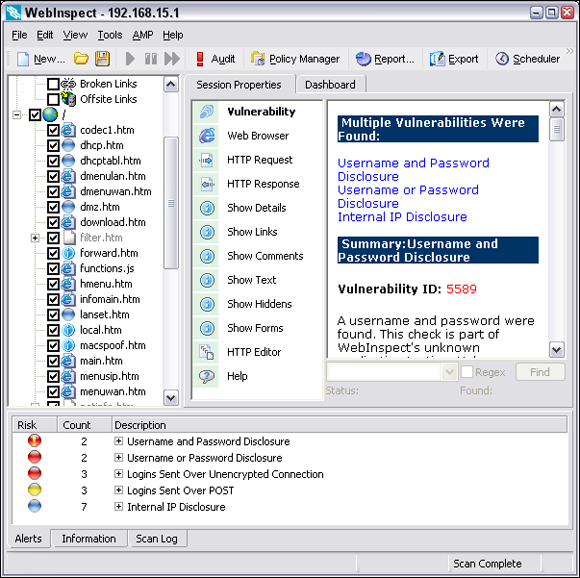 WebInspect - 192.168.15.1
File Edit View Tools AMP Help
New... Audit Policy Manager Report... Export Scheduler »
Broken Links
Offsite Links
/
codec1.htm
dhcp.htm
dhcptabl.htm
dmenulan.htm
dmenuwan.htm
dmz.htm
download.htm
filter.htm
forward.htm
functions.js
hmenu.htm
infomain.htm
lanset.htm
local.htm
macspoof.htm
main.htm
menusip.htm
menuwan.htm
Session Properties Dashboard
Vulnerability
Web Browser
HTTP Request
HTTP Response
Show Details
Show Links
Show Comments
Show Text
Show Hiddens
Show Forms
HTTP Editor
Help
Multiple Vulnerabilities Were
Found:
Username and Password
Disclosure
Username or Password
Disclosure
Internal IP Disclosure
Summary:Username and
Password Disclosure
Vulnerability ID: 5589
A username and password were
found. This check is part of
WebInspect's unknown
Regex Find
Status: Found:
Risk Count Description
2 Username and Password Disclosure
2 Username or Password Disclosure
3 Logins Sent Over Unencrypted Connection
3 Logins Sent Over POST
7 Internal IP Disclosure
Alerts Information Scan Log
Scan Complete